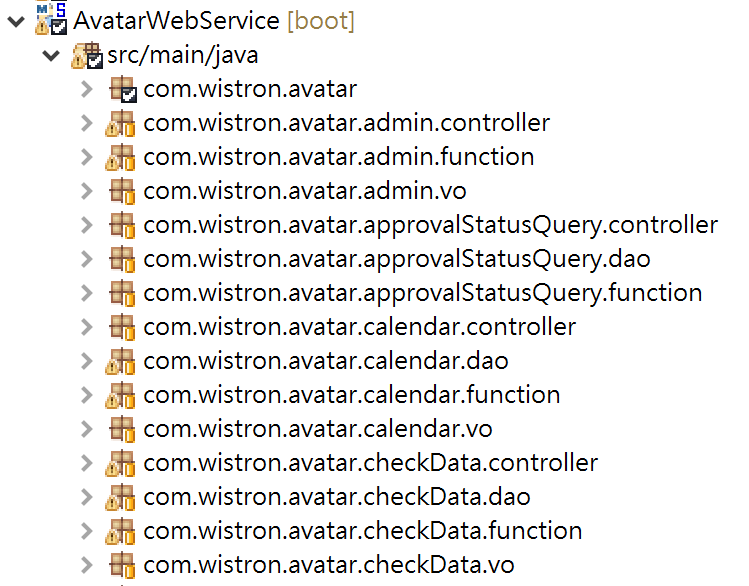 AvatarWebService [boot]
src/main/java
com.wistron.avatar
com.wistron.avatar.admin.controller
com.wistron.avatar.admin.function
com.wistron.avatar.admin.vo
com.wistron.avatar.approvalStatusQuery.controller
com.wistron.avatar.approvalStatusQuery.dao
com.wistron.avatar.approvalStatusQuery.function
com.wistron.avatar.calendar.controller
com.wistron.avatar.calendar.dao
com.wistron.avatar.calendar.function
com.wistron.avatar.calendar.vo
com.wistron.avatar.checkData.controller
com.wistron.avatar.checkData.dao
com.wistron.avatar.checkData.function
com.wistron.avatar.checkData.vo